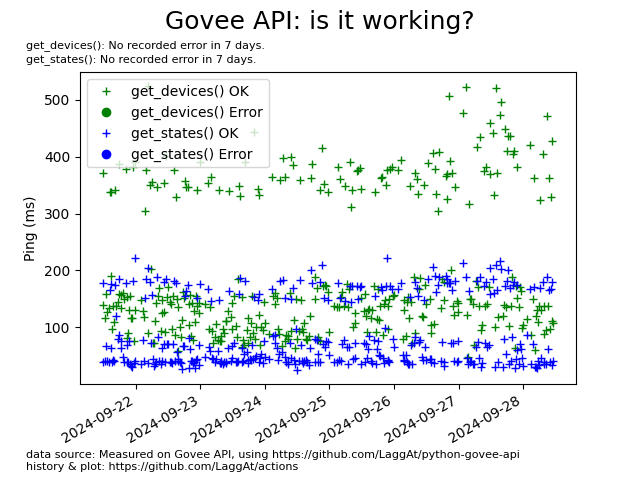 Govee API: is it working?
get_devices(): No recorded error in 7 days.
get_states(): No recorded error in 7 days.
get_devices() OK
get_devices() Error
get_states() OK
get_states() Error
Ping (ms)
500
400
300
200
100
2024-09-22
2024-09-23
2024-09-24
2024-09-25
2024-09-26
2024-09-27
2024-09-28
data source: Measured on Govee API, using https://github.com/LaggAt/python-govee-api
history & plot: https://github.com/LaggAt/actions